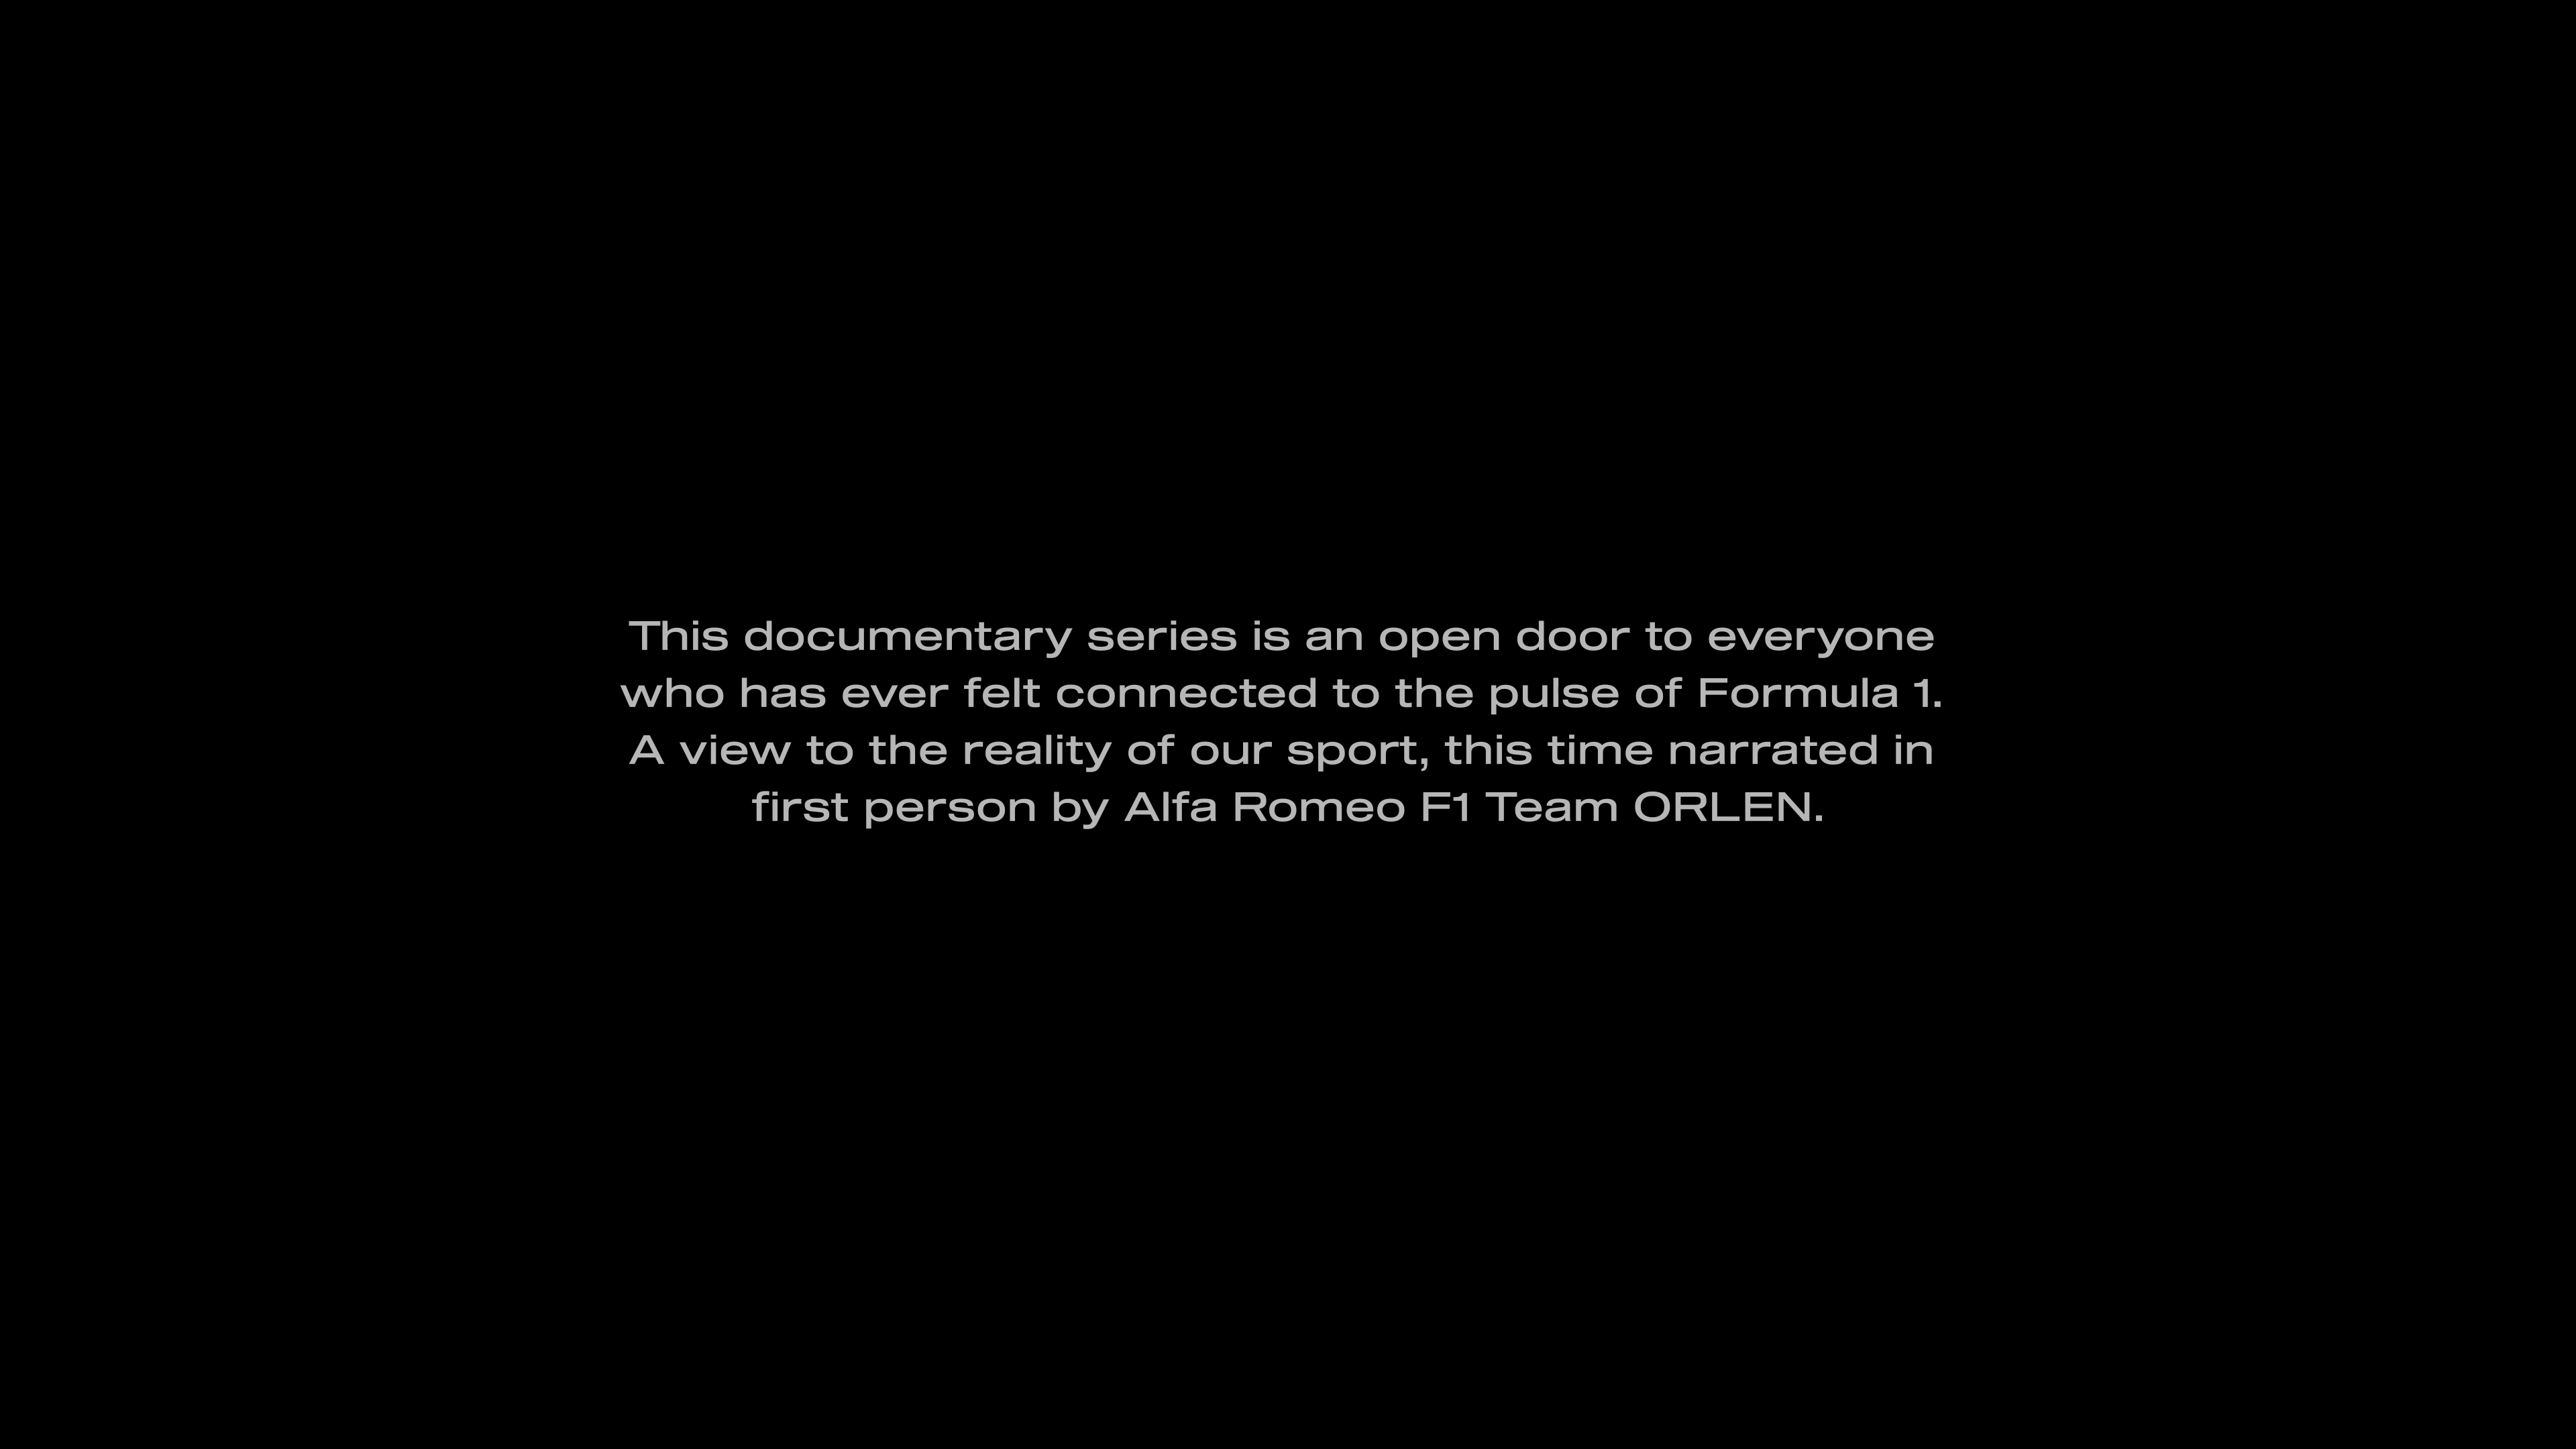 This documentary series is an open door to everyone
who has ever felt connected to the pulse of Formula 1.
A view to the reality of our sport, this time narrated in
first person by Alfa Romeo F1 Team ORLEN.